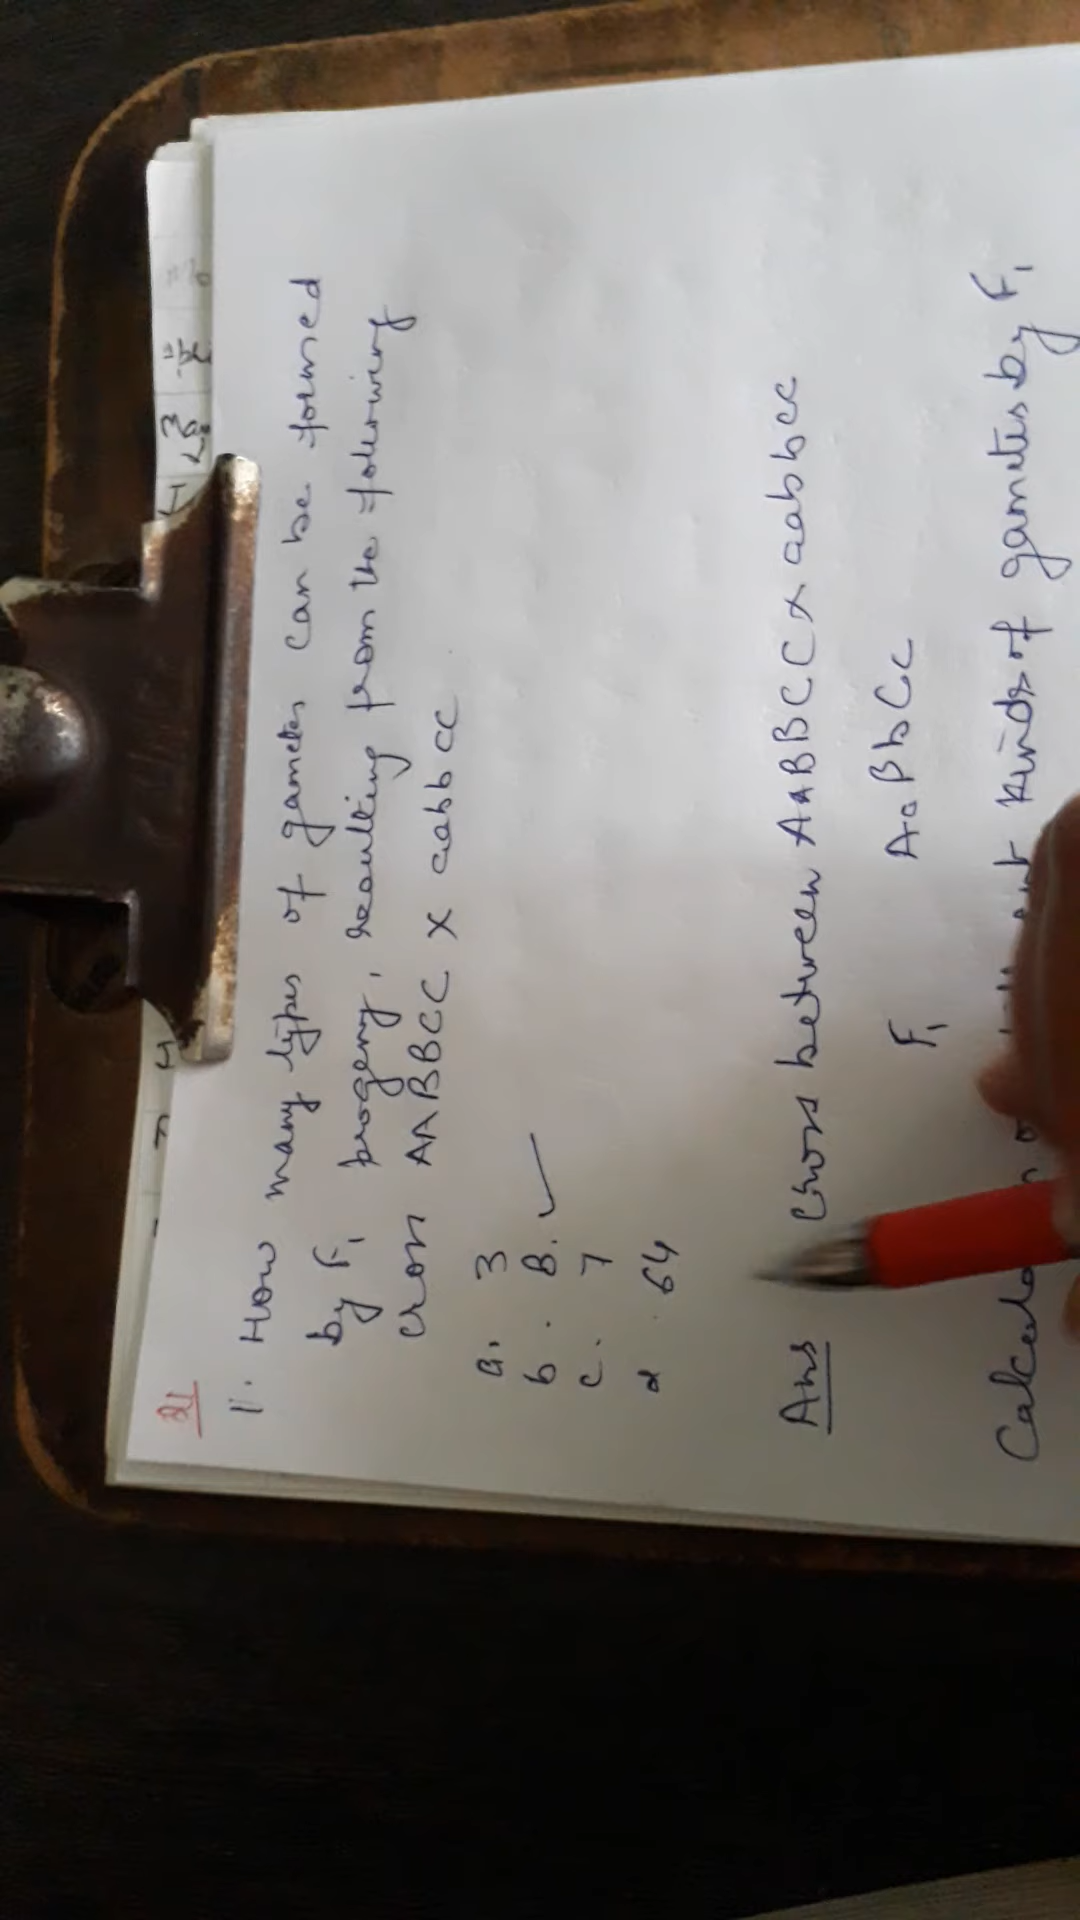 21
1. How many types of gametes can be formed
by F1 progeny, resulting from the following
Cross AABBCC X aabbcc.
a. 3
b. 8. ✓
c. 7
d. 64
Ans Cross between AABBCC x aabbcc
F1 AaBbCc
kinds of gametes by F1